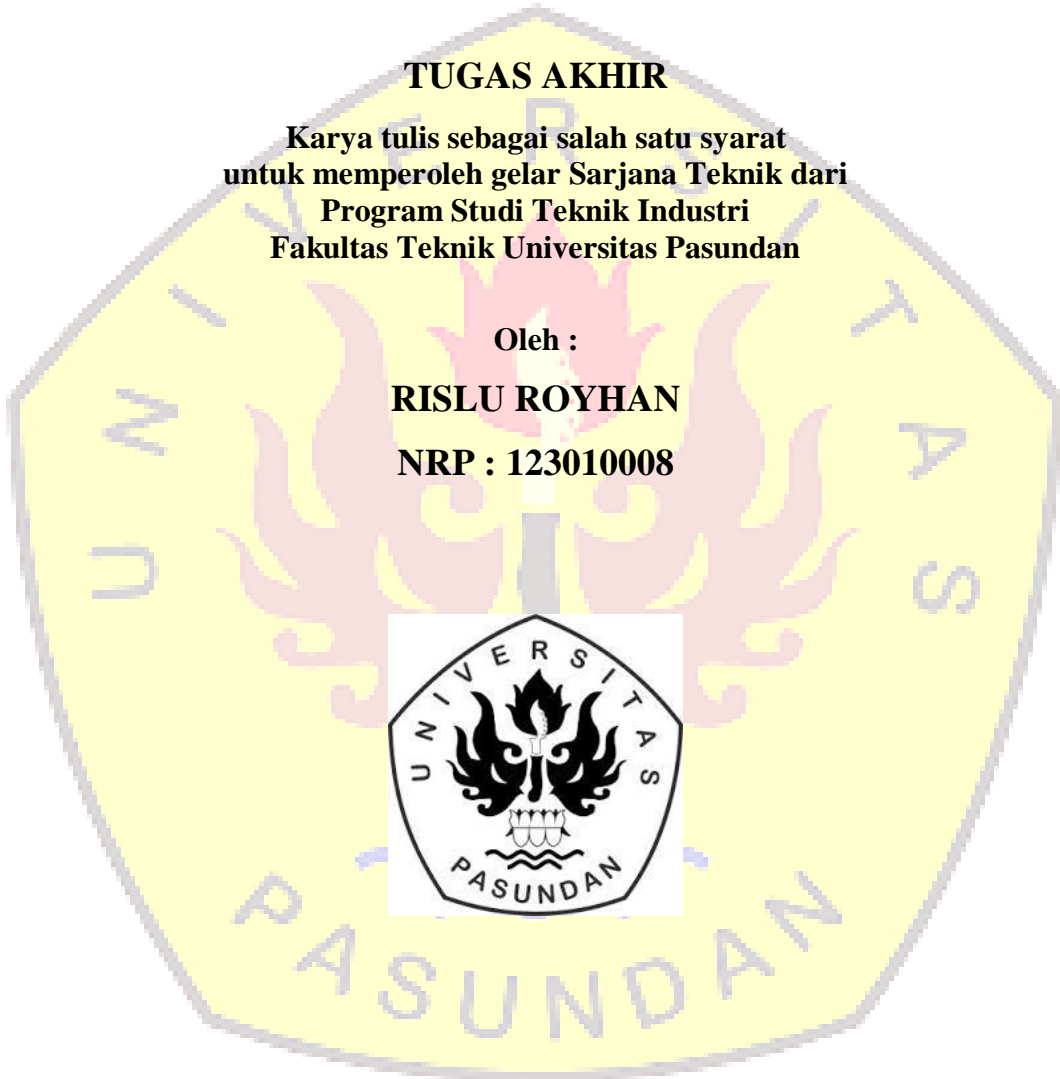 TUGAS AKHIR
Karya tulis sebagai salah satu syarat
untuk memperoleh gelar Sarjana Teknik dari
Program Studi Teknik Industri
Fakultas Teknik Universitas Pasundan
Oleh :
RISLU ROYHAN
NRP : 123010008
UNIVERSITAS
PASUNDAN
UNIVERSITAS
PASUNDAN